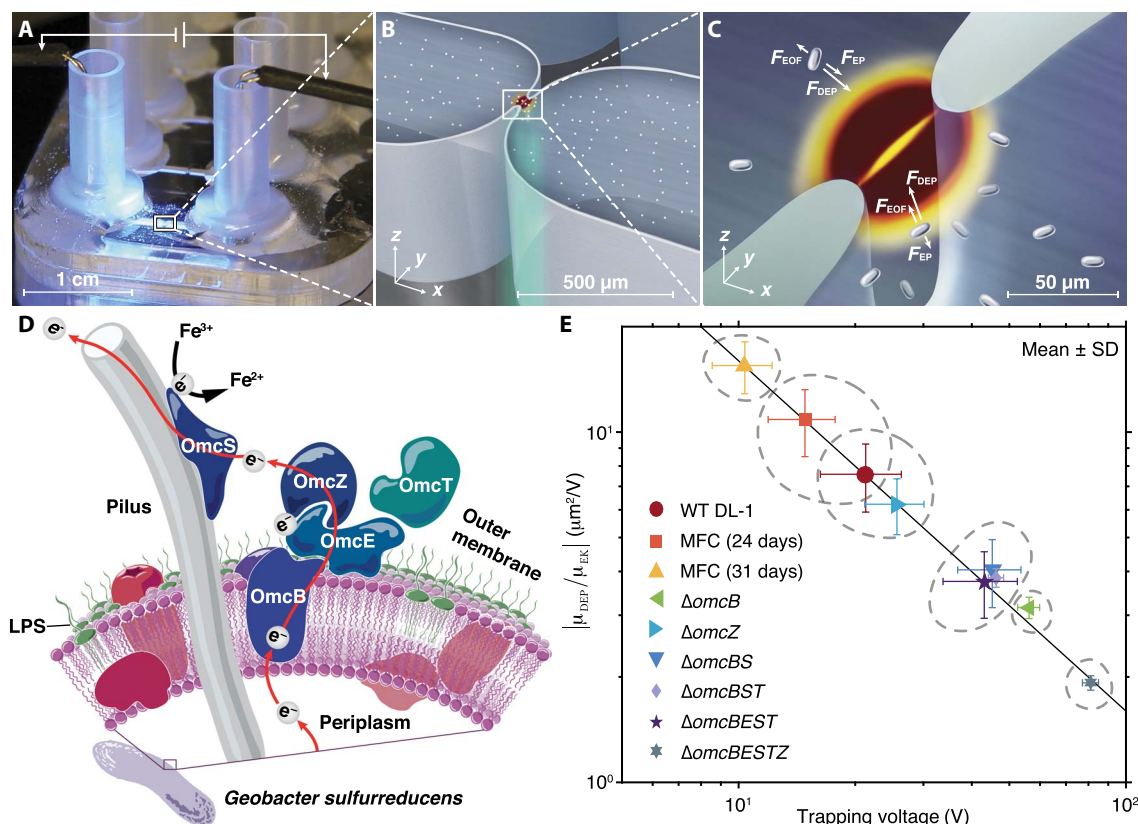 A
1 cm
B
z
y
x
500 µm
C
FEOF
FEP
FDEP
FDEP
FEOF
FEP
z
y
x
50 µm
D
e-
Fe3+
e-
Fe2+
OmcS
e-
OmcZ
OmcT
Pilus
e-
OmcE
Outer
membrane
OmcB
LPS
e-
e-
Periplasm
Geobacter sulfurreducens
E
Mean ± SD
10¹
|µDEP/µEK| (µm²/V)
WT DL-1
MFC (24 days)
MFC (31 days)
ΔomcB
ΔomcZ
ΔomcBS
ΔomcBST
ΔomcBEST
ΔomcBESTZ
10⁰
10¹
10²
Trapping voltage (V)